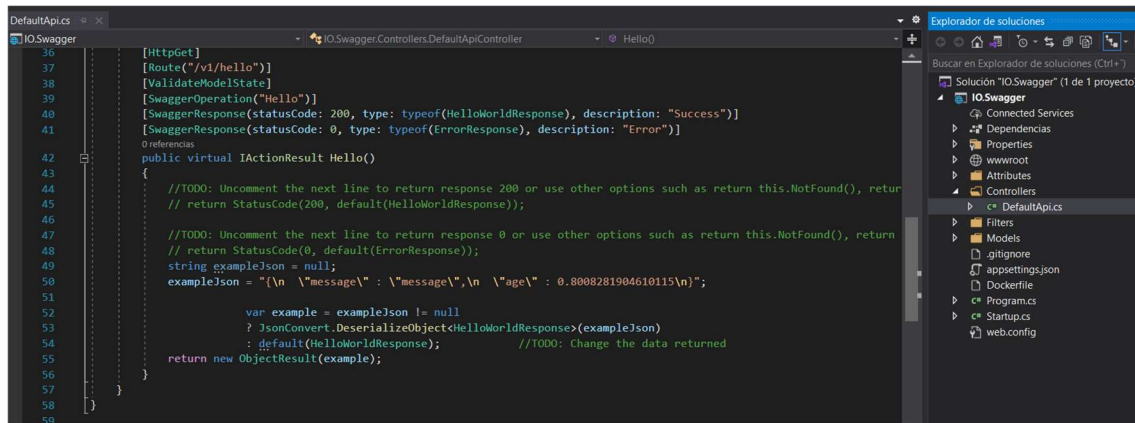 DefaultApi.cs
IO.Swagger
IO.Swagger.Controllers.DefaultApiController
Hello()
36 [HttpGet]
37 [Route("/v1/hello")]
38 [ValidateModelState]
39 [SwaggerOperation("Hello")]
40 [SwaggerResponse(statusCode: 200, type: typeof(HelloWorldResponse), description: "Success")]
41 [SwaggerResponse(statusCode: 0, type: typeof(ErrorResponse), description: "Error")]
0 referencias
42 public virtual IActionResult Hello()
43 {
44 //TODO: Uncomment the next line to return response 200 or use other options such as return this.NotFound(), retur
45 // return StatusCode(200, default(HelloWorldResponse));
46
47 //TODO: Uncomment the next line to return response 0 or use other options such as return this.NotFound(), return
48 // return StatusCode(0, default(ErrorResponse));
49 string exampleJson = null;
50 exampleJson = "{\n \"message\" : \"message\",\n \"age\" : 0.8008281904610115\n}";
51
52 var example = exampleJson != null
53 ? JsonConvert.DeserializeObject<HelloWorldResponse>(exampleJson)
54 : default(HelloWorldResponse); //TODO: Change the data returned
55 return new ObjectResult(example);
56 }
57 }
58 }
59
Explorador de soluciones
Buscar en Explorador de soluciones (Ctrl+¨)
Solución "IO.Swagger" (1 de 1 proyecto)
IO.Swagger
Connected Services
Dependencias
Properties
wwwroot
Attributes
Controllers
C# DefaultApi.cs
Filters
Models
.gitignore
appsettings.json
Dockerfile
C# Program.cs
C# Startup.cs
web.config